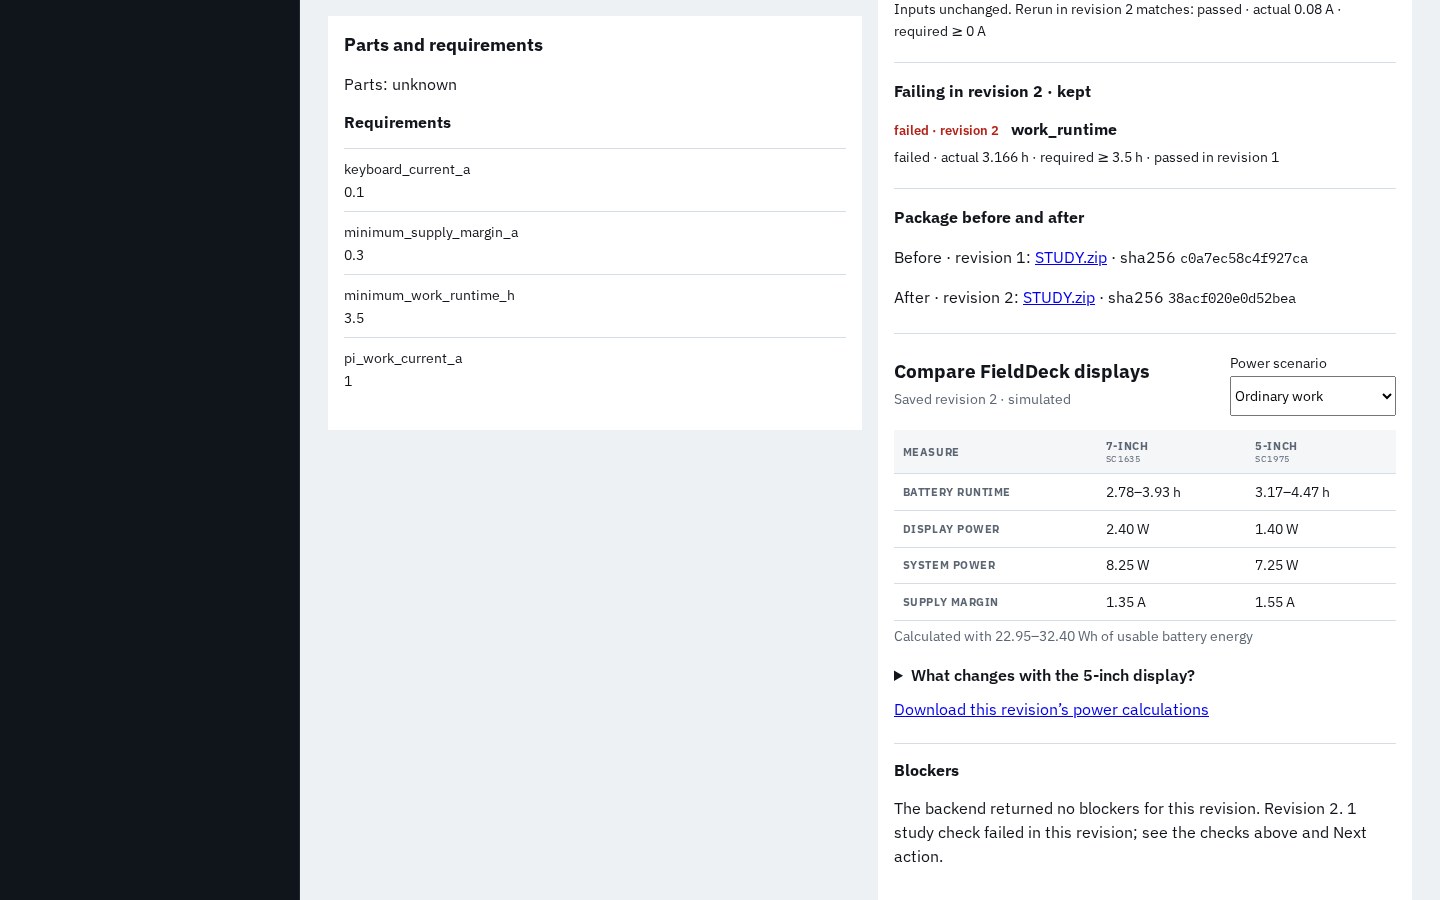 Parts and requirements
Parts: unknown
Requirements
keyboard_current_a
0.1
minimum_supply_margin_a
0.3
minimum_work_runtime_h
3.5
pi_work_current_a
1
Inputs unchanged. Rerun in revision 2 matches: passed · actual 0.08 A ·
required ≥ 0 A
Failing in revision 2 · kept
failed · revision 2 work_runtime
failed · actual 3.166 h · required ≥ 3.5 h · passed in revision 1
Package before and after
Before · revision 1: STUDY.zip · sha256 c0a7ec58c4f927ca
After · revision 2: STUDY.zip · sha256 38acf020e0d52bea
Compare FieldDeck displays
Saved revision 2 · simulated
Power scenario
Ordinary work
MEASURE 7-INCH 5-INCH
SC1635 SC1975
BATTERY RUNTIME 2.78–3.93 h 3.17–4.47 h
DISPLAY POWER 2.40 W 1.40 W
SYSTEM POWER 8.25 W 7.25 W
SUPPLY MARGIN 1.35 A 1.55 A
Calculated with 22.95–32.40 Wh of usable battery energy
What changes with the 5-inch display?
Download this revision’s power calculations
Blockers
The backend returned no blockers for this revision. Revision 2. 1
study check failed in this revision; see the checks above and Next
action.